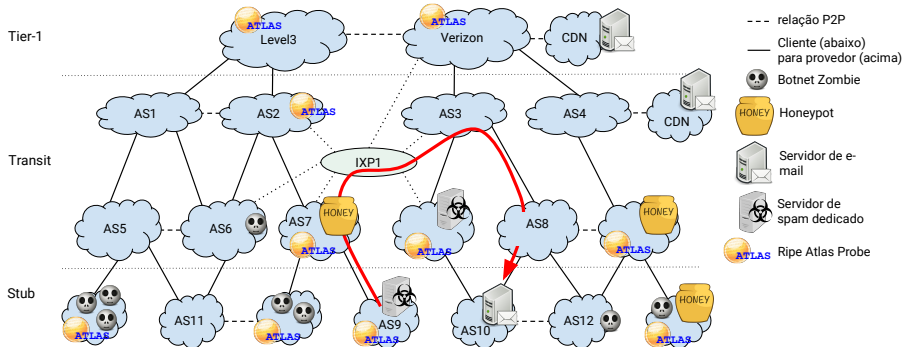 Tier-1
ATLAS
Level3
ATLAS
Verizon
CDN
relação P2P
Cliente (abaixo)
para provedor (acima)
Botnet Zombie
HONEY
Honeypot
Servidor de e-
mail
Servidor de
spam dedicado
ATLAS
Ripe Atlas Probe
Transit
AS1
AS2
ATLAS
AS3
AS4
CDN
IXP1
AS5
AS6
AS7
HONEY
ATLAS
ATLAS
AS8
HONEY
ATLAS
Stub
ATLAS
AS11
ATLAS
AS9
ATLAS
AS10
AS12
HONEY
ATLAS